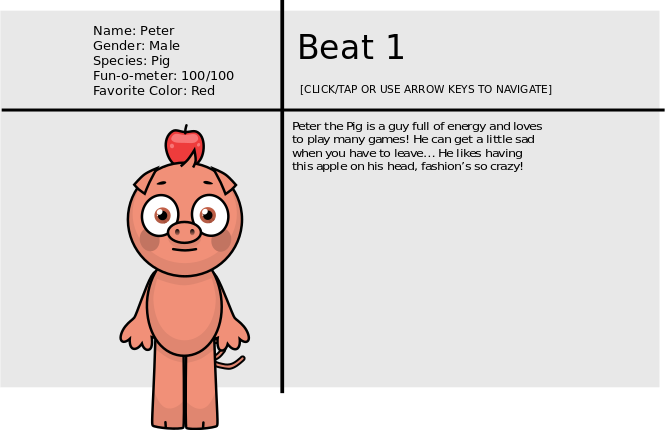 Name: Peter
Gender: Male
Species: Pig
Fun-o-meter: 100/100
Favorite Color: Red
Beat 1
[CLICK/TAP OR USE ARROW KEYS TO NAVIGATE]
Peter the Pig is a guy full of energy and loves
to play many games! He can get a little sad
when you have to leave... He likes having
this apple on his head, fashion's so crazy!